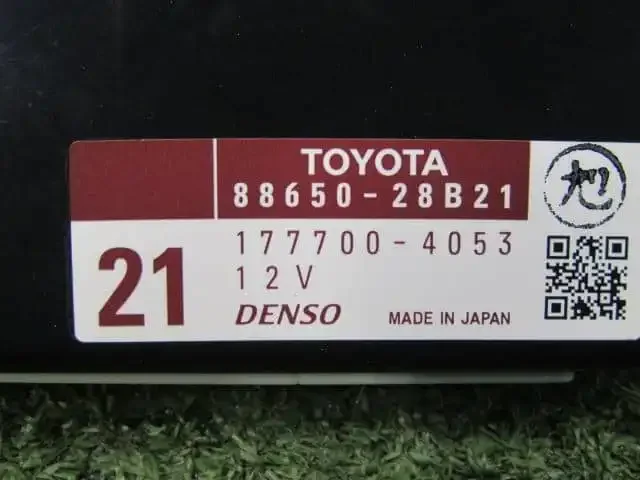 TOYOTA
88650-28B21
21
177700-4053
12V
DENSO
MADE IN JAPAN
旭